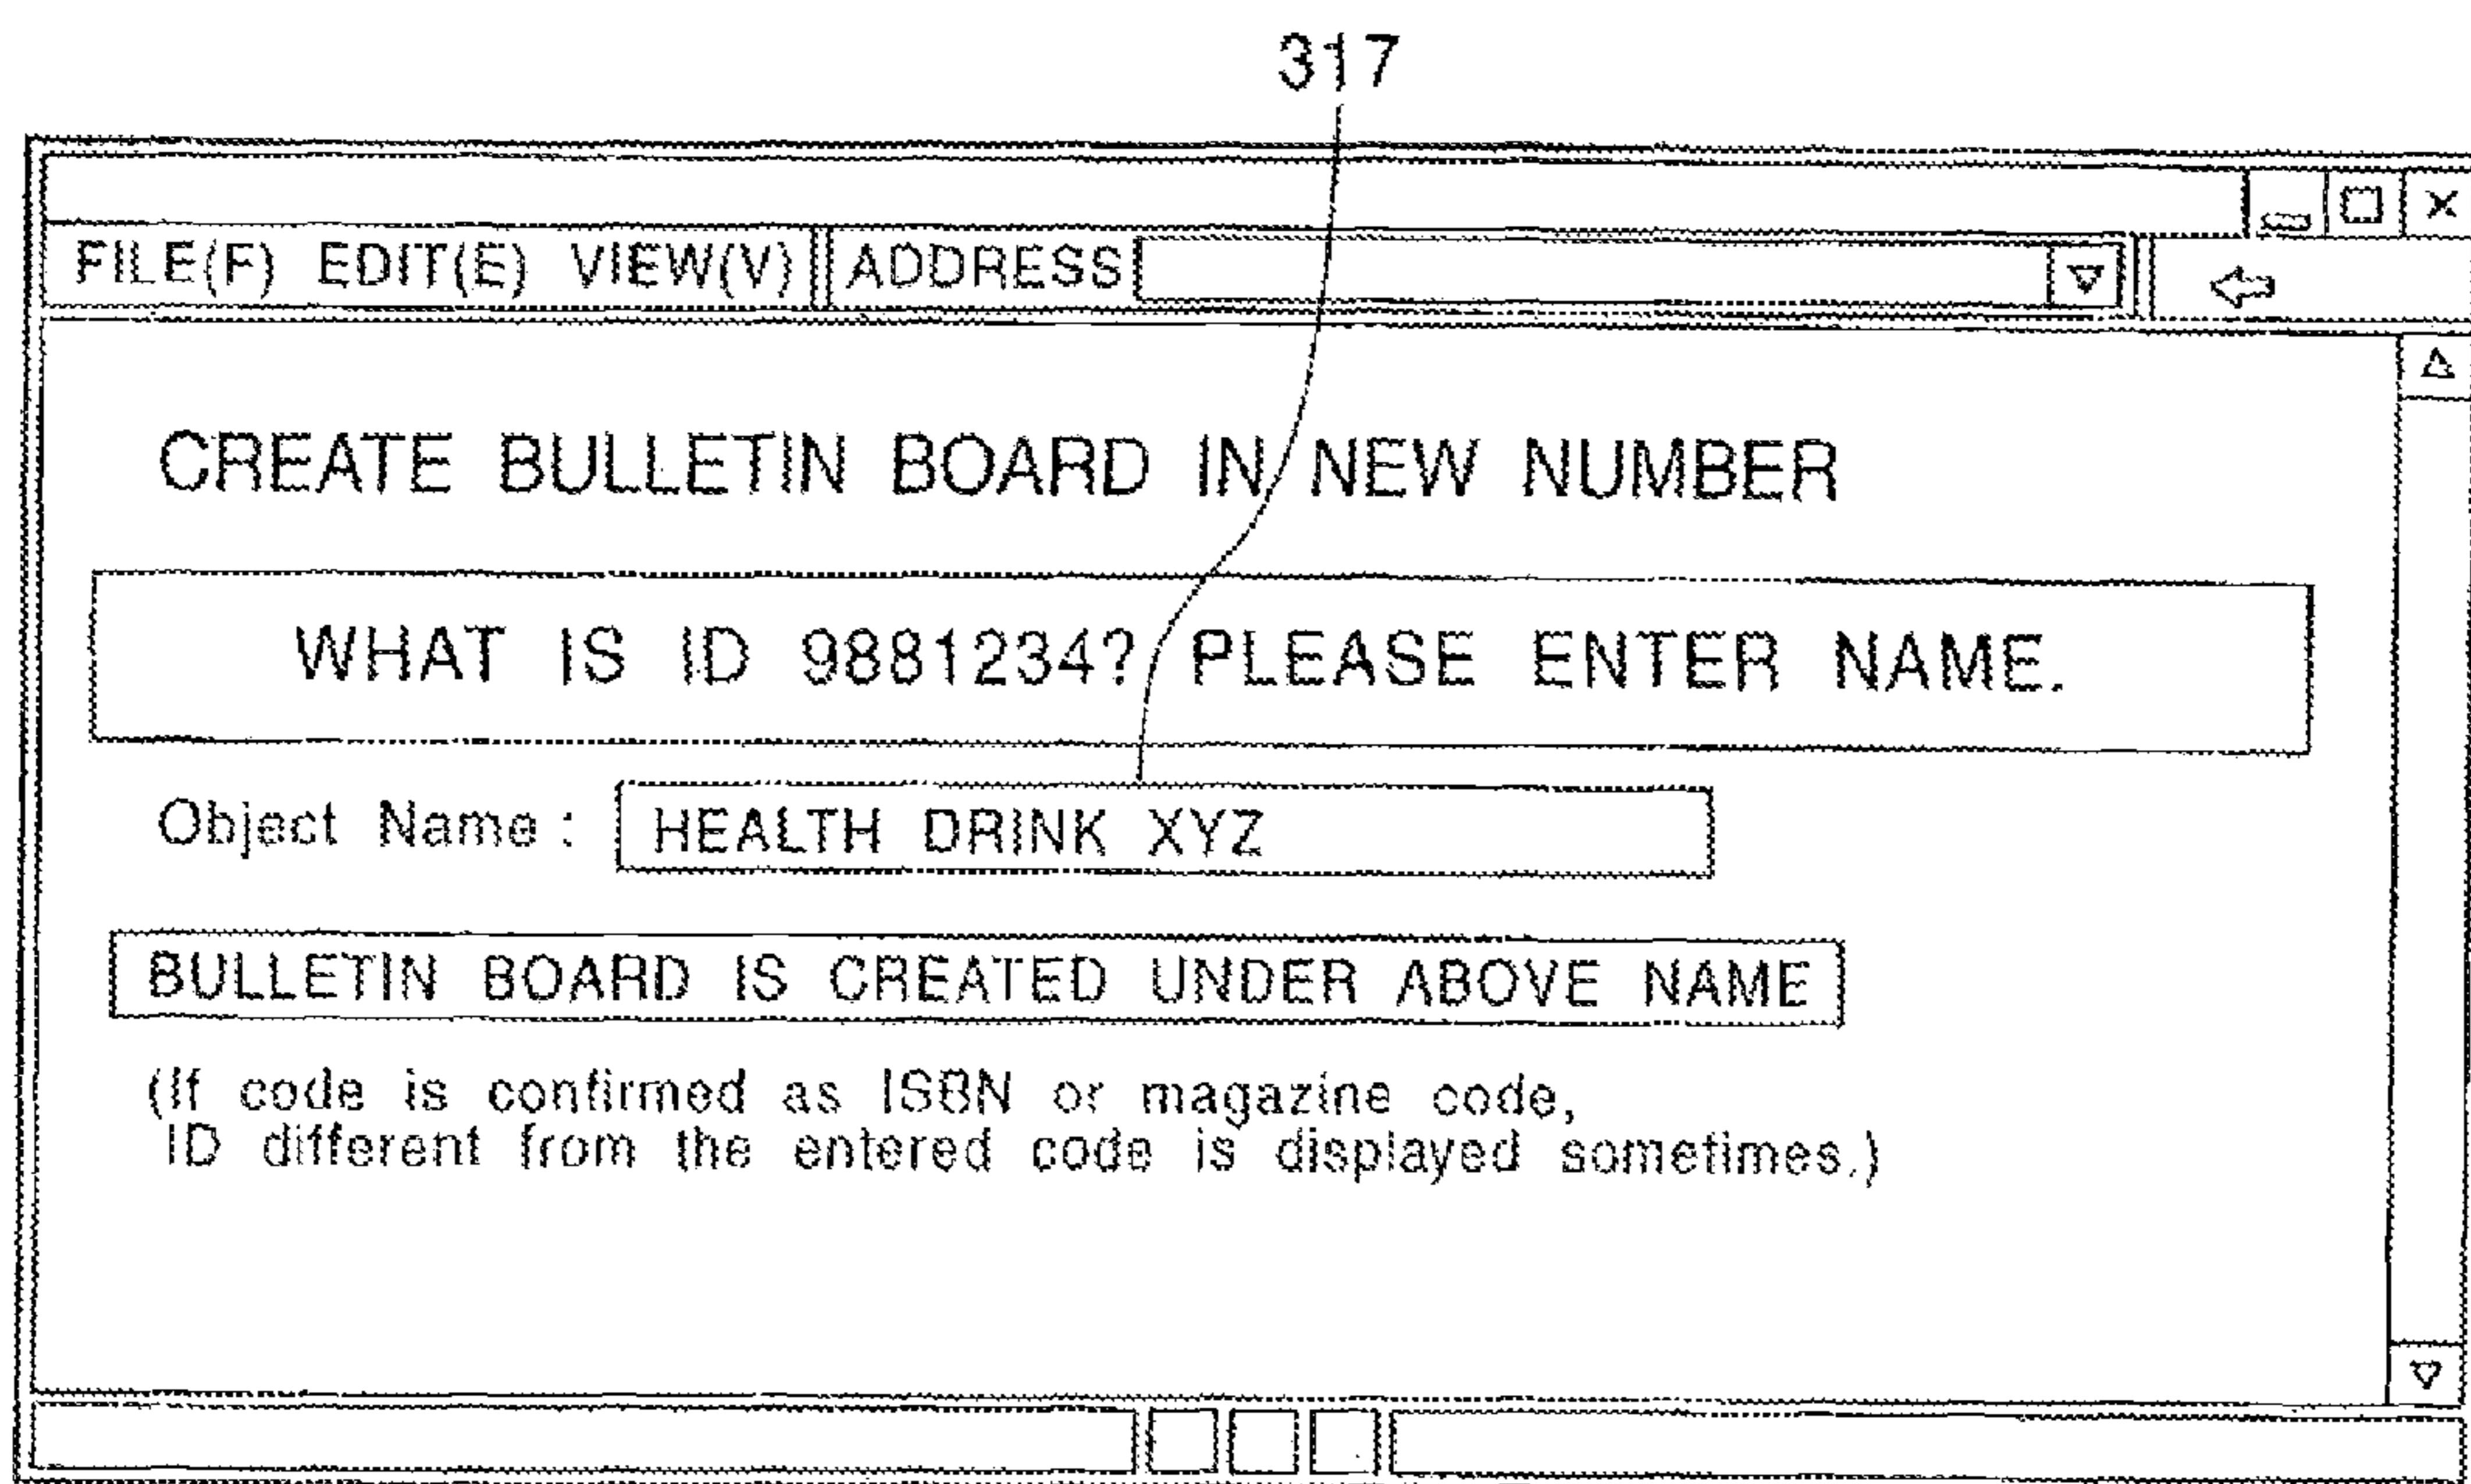 317
FILE(F) EDIT(E) VIEW(V) ADDRESS
CREATE BULLETIN BOARD IN NEW NUMBER
WHAT IS ID 9881234? PLEASE ENTER NAME.
Object Name : HEALTH DRINK XYZ
BULLETIN BOARD IS CREATED UNDER ABOVE NAME
(If code is confirmed as ISBN or magazine code,
ID different from the entered code is displayed sometimes.)